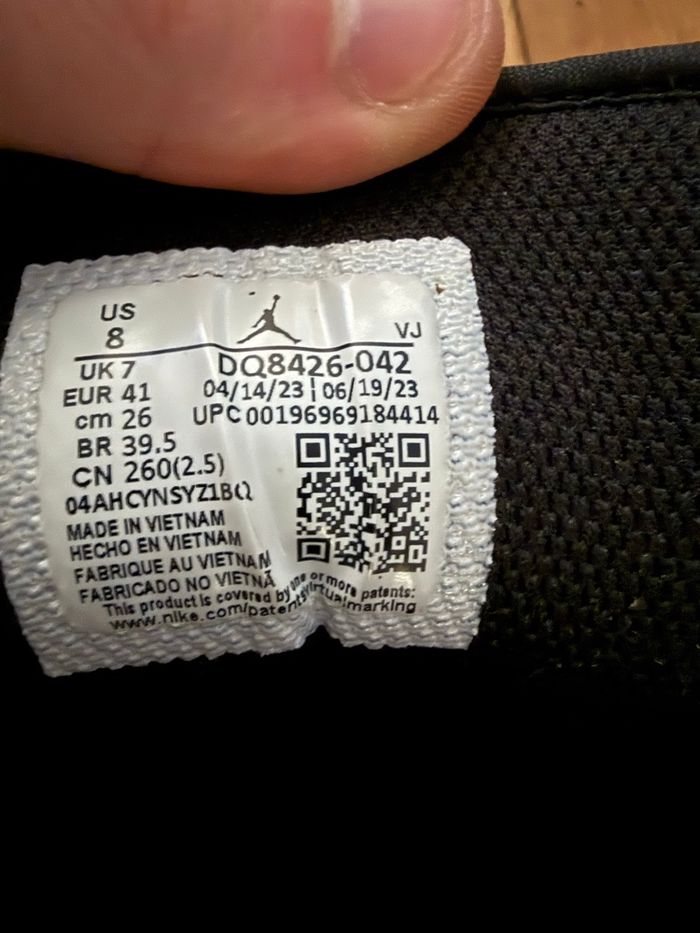 US
8
VJ
UK 7 DQ8426-042
EUR 41 04/14/23 | 06/19/23
cm 26 UPC 00196969184414
BR 39.5
CN 260(2.5)
04AHCYNSYZ1BQ
MADE IN VIETNAM
HECHO EN VIETNAM
FABRIQUE AU VIETNAM
FABRICADO NO VIETNÃ
This product is covered by one or more patents:
www.nike.com/patentsvirtualmarking